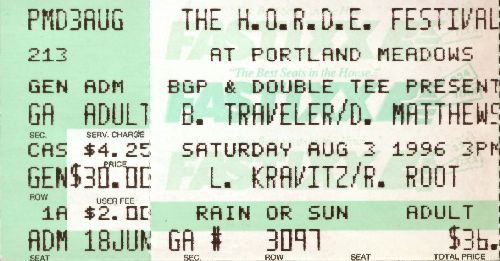 PMD3AUG THE H.O.R.D.E. FESTIVAL
213 AT PORTLAND MEADOWS
"The Best Seats in the House"
GEN ADM BGP & DOUBLE TEE PRESENT
GA ADULT B. TRAVELER/D. MATTHEWS
SEC. SERV. CHARGE
CAS $4.25 SATURDAY AUG 3 1996 3PM
PRICE
GEN $30.00 L. KRAVITZ/R. ROOT
ROW USER FEE
1A $2.00 RAIN OR SUN ADULT
ADM 18JUN GA # 3097 $36.
SEAT SEC. ROW SEAT TOTAL PRICE